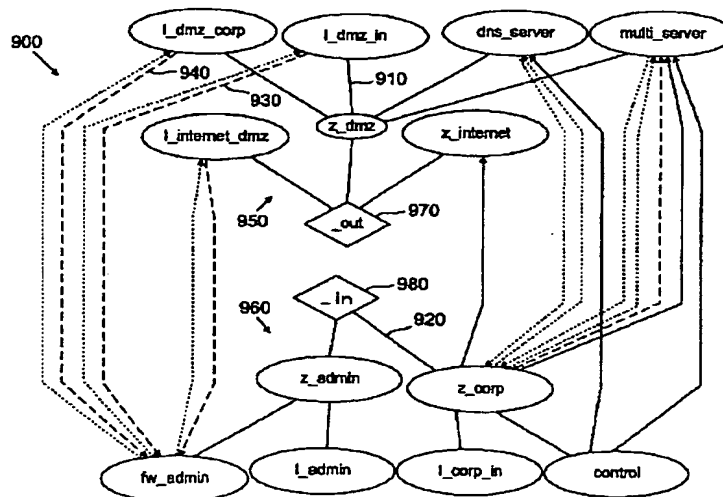 I_dmz_corp
I_dmz_in
dns_server
multi_server
900
940
930
910
z_dmz
I_internet_dmz
z_internet
950
970
_out
980
_in
960
920
z_admin
z_corp
fw_admin
I_admin
I_corp_in
control